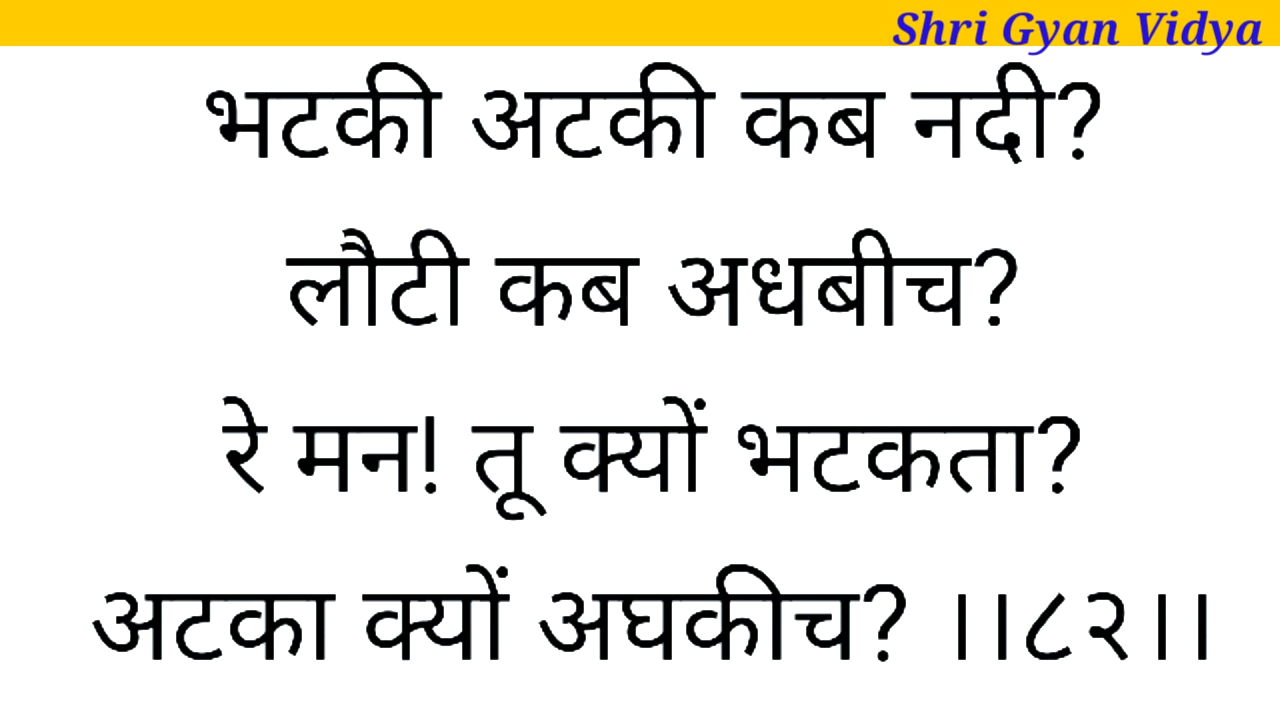 Shri Gyan Vidya
भटकी अटकी कब नदी?
लौटी कब अधबीच?
रे मन! तू क्यों भटकता?
अटका क्यों अघकीच? ।।८२।।